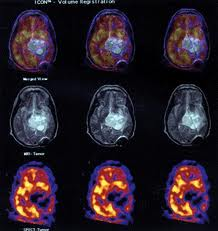 ICON™ - Volume Registration
Merged View
MRI-Tumor
SPECT-Tumor